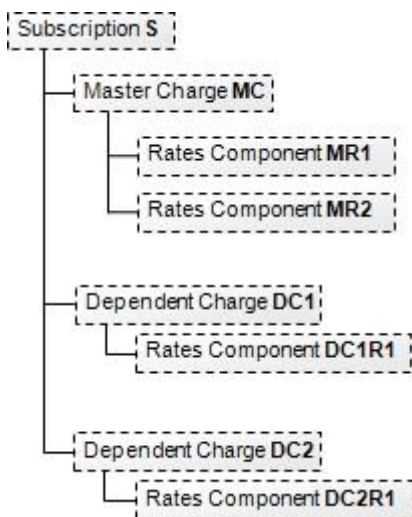 Subscription S
Master Charge MC
Rates Component MR1
Rates Component MR2
Dependent Charge DC1
Rates Component DC1R1
Dependent Charge DC2
Rates Component DC2R1